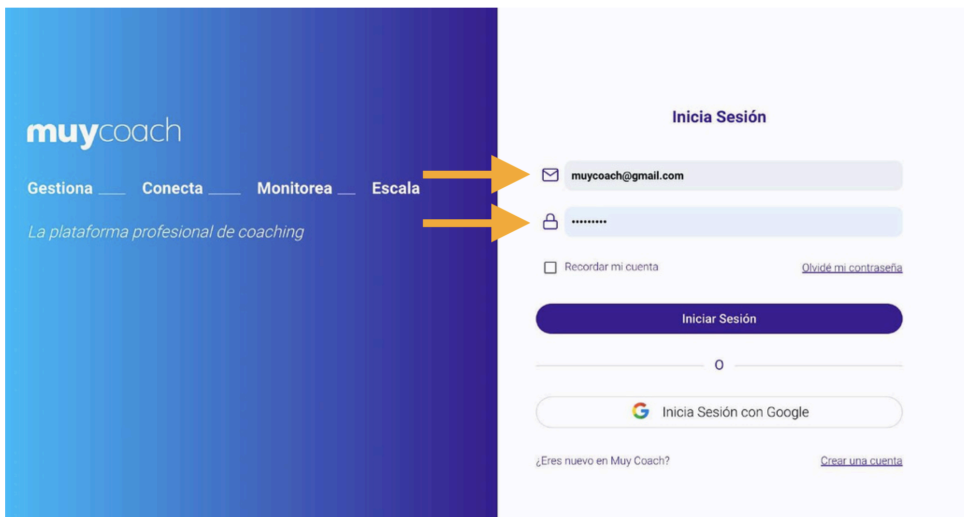 muycoach
Gestiona ___ Conecta ____ Monitorea __ Escala
La plataforma profesional de coaching
Inicia Sesión
muycoach@gmail.com
•••••••••
Recordar mi cuenta Olvidé mi contraseña
Iniciar Sesión
O
Inicia Sesión con Google
¿Eres nuevo en Muy Coach? Crear una cuenta